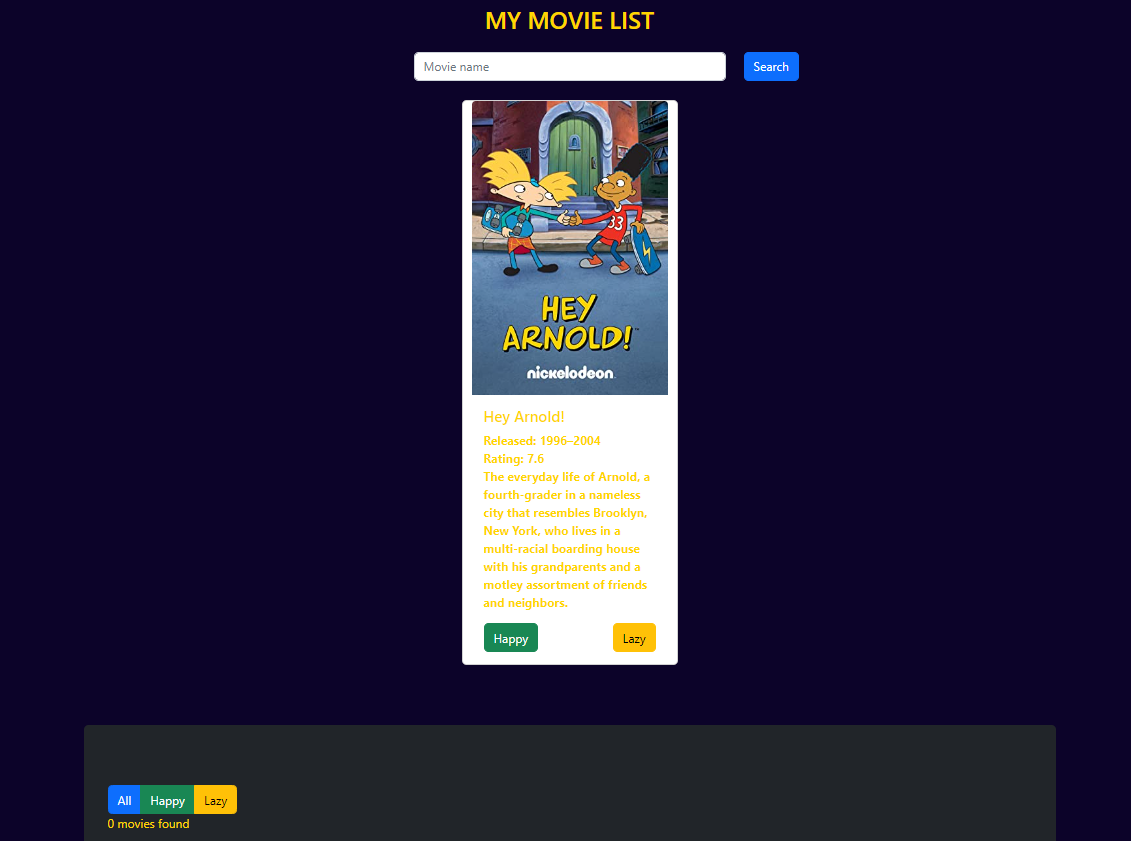 MY MOVIE LIST
Movie name
Search
33
HEY
ARNOLD!
nickelodeon
Hey Arnold!
Released: 1996–2004
Rating: 7.6
The everyday life of Arnold, a
fourth-grader in a nameless
city that resembles Brooklyn,
New York, who lives in a
multi-racial boarding house
with his grandparents and a
motley assortment of friends
and neighbors.
Happy Lazy
All Happy Lazy
0 movies found